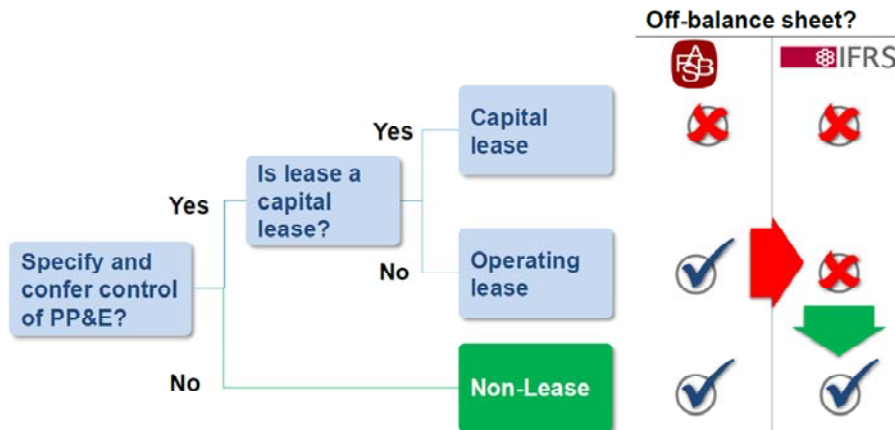 Off-balance sheet?
FASB
IFRS
Yes
Capital
lease
Yes
Is lease a
capital
lease?
No
Operating
lease
Specify and
confer control
of PP&E?
No
Non-Lease